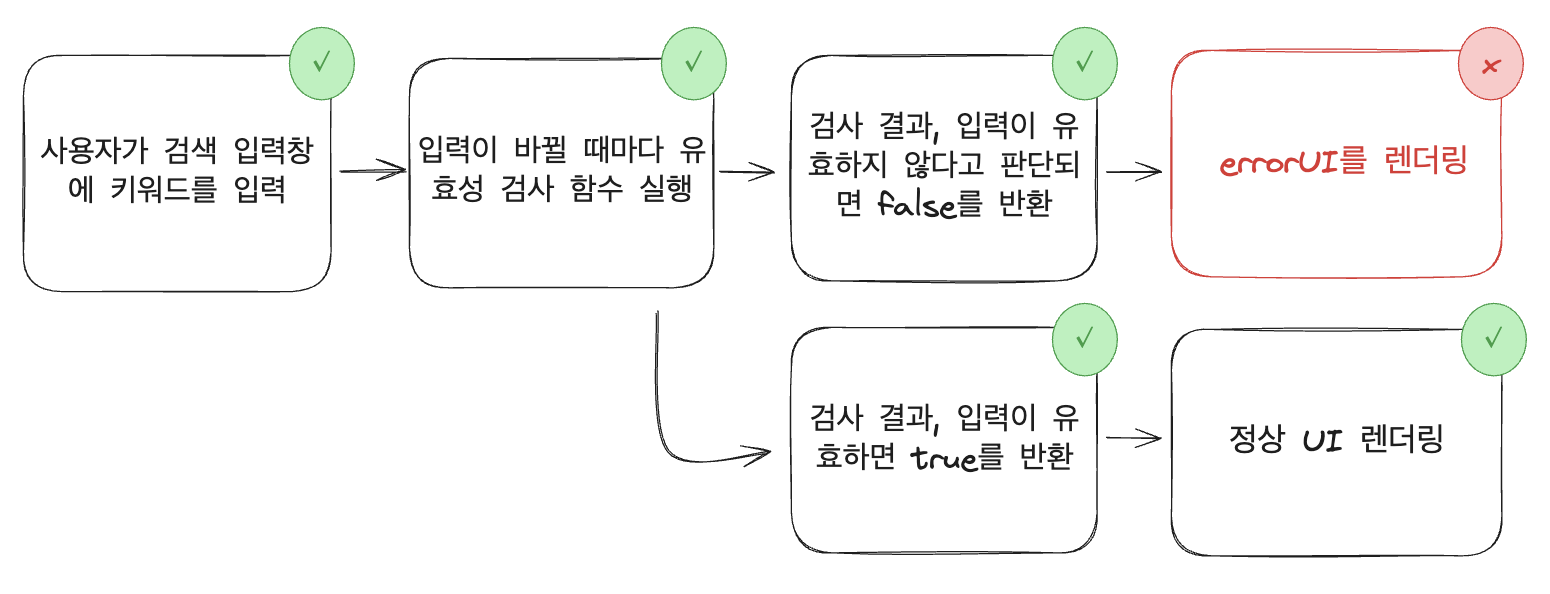 ✓
사용자가 검색 입력창
에 키워드를 입력
✓
입력이 바뀔 때마다 유
효성 검사 함수 실행
✓
검사 결과, 입력이 유
효하지 않다고 판단되
면 false를 반환
x
errorUI를 렌더링
✓
검사 결과, 입력이 유
효하면 true를 반환
✓
정상 UI 렌더링